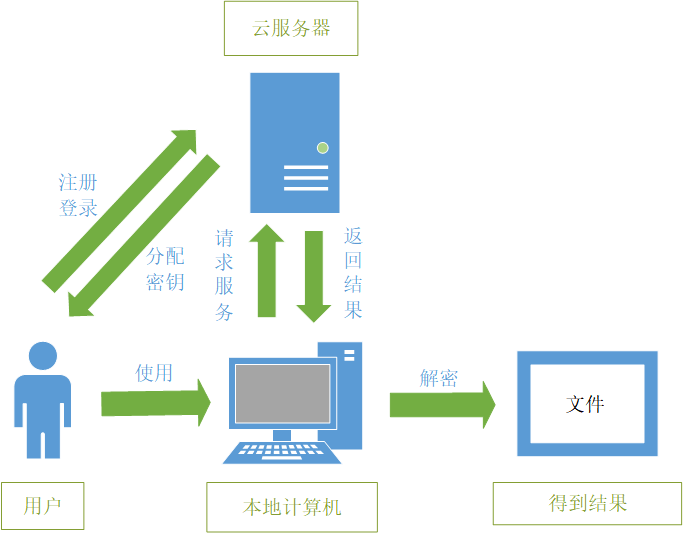 云服务器
注册
登录
分配
密钥
请求服务
返回结果
使用
解密
文件
用户
本地计算机
得到结果